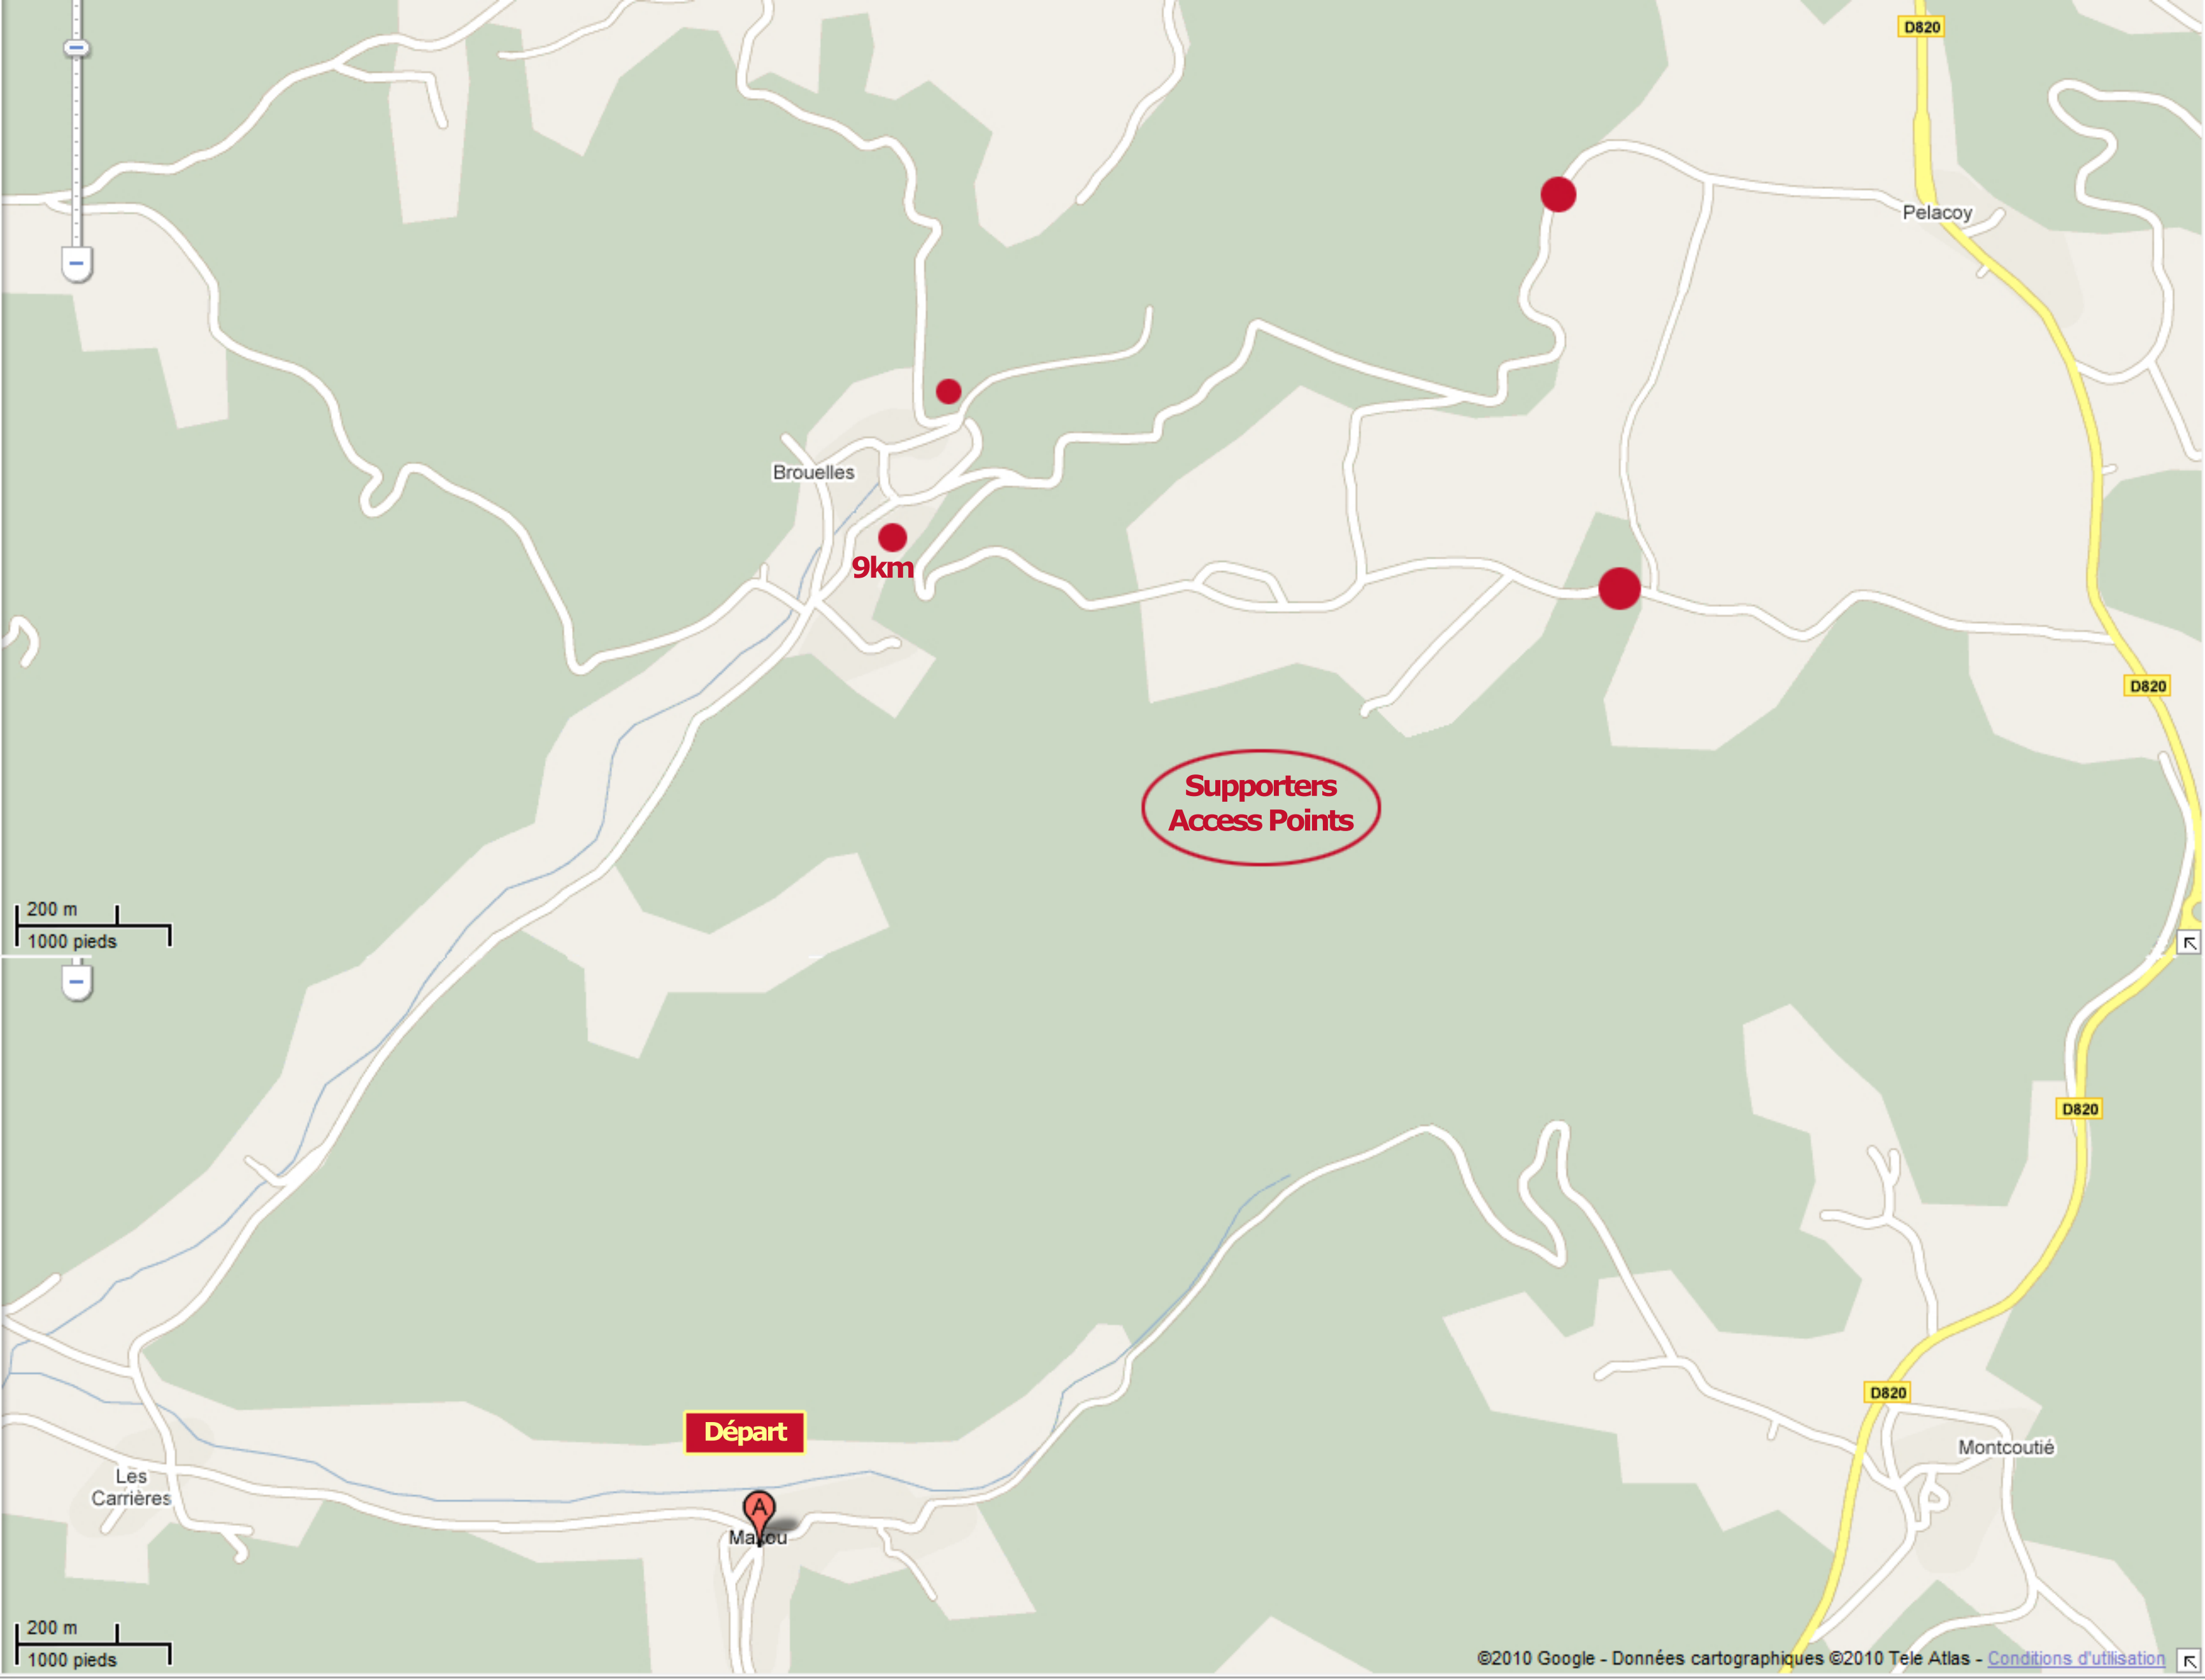 D820
Pelacoy
Brouelles
9km
D820
Supporters
Access Points
200 m
1000 pieds
D820
D820
Départ
Montcoutié
Les
Carrières
A
200 m
1000 pieds
©2010 Google - Données cartographiques ©2010 Tele Atlas - Conditions d'utilisation